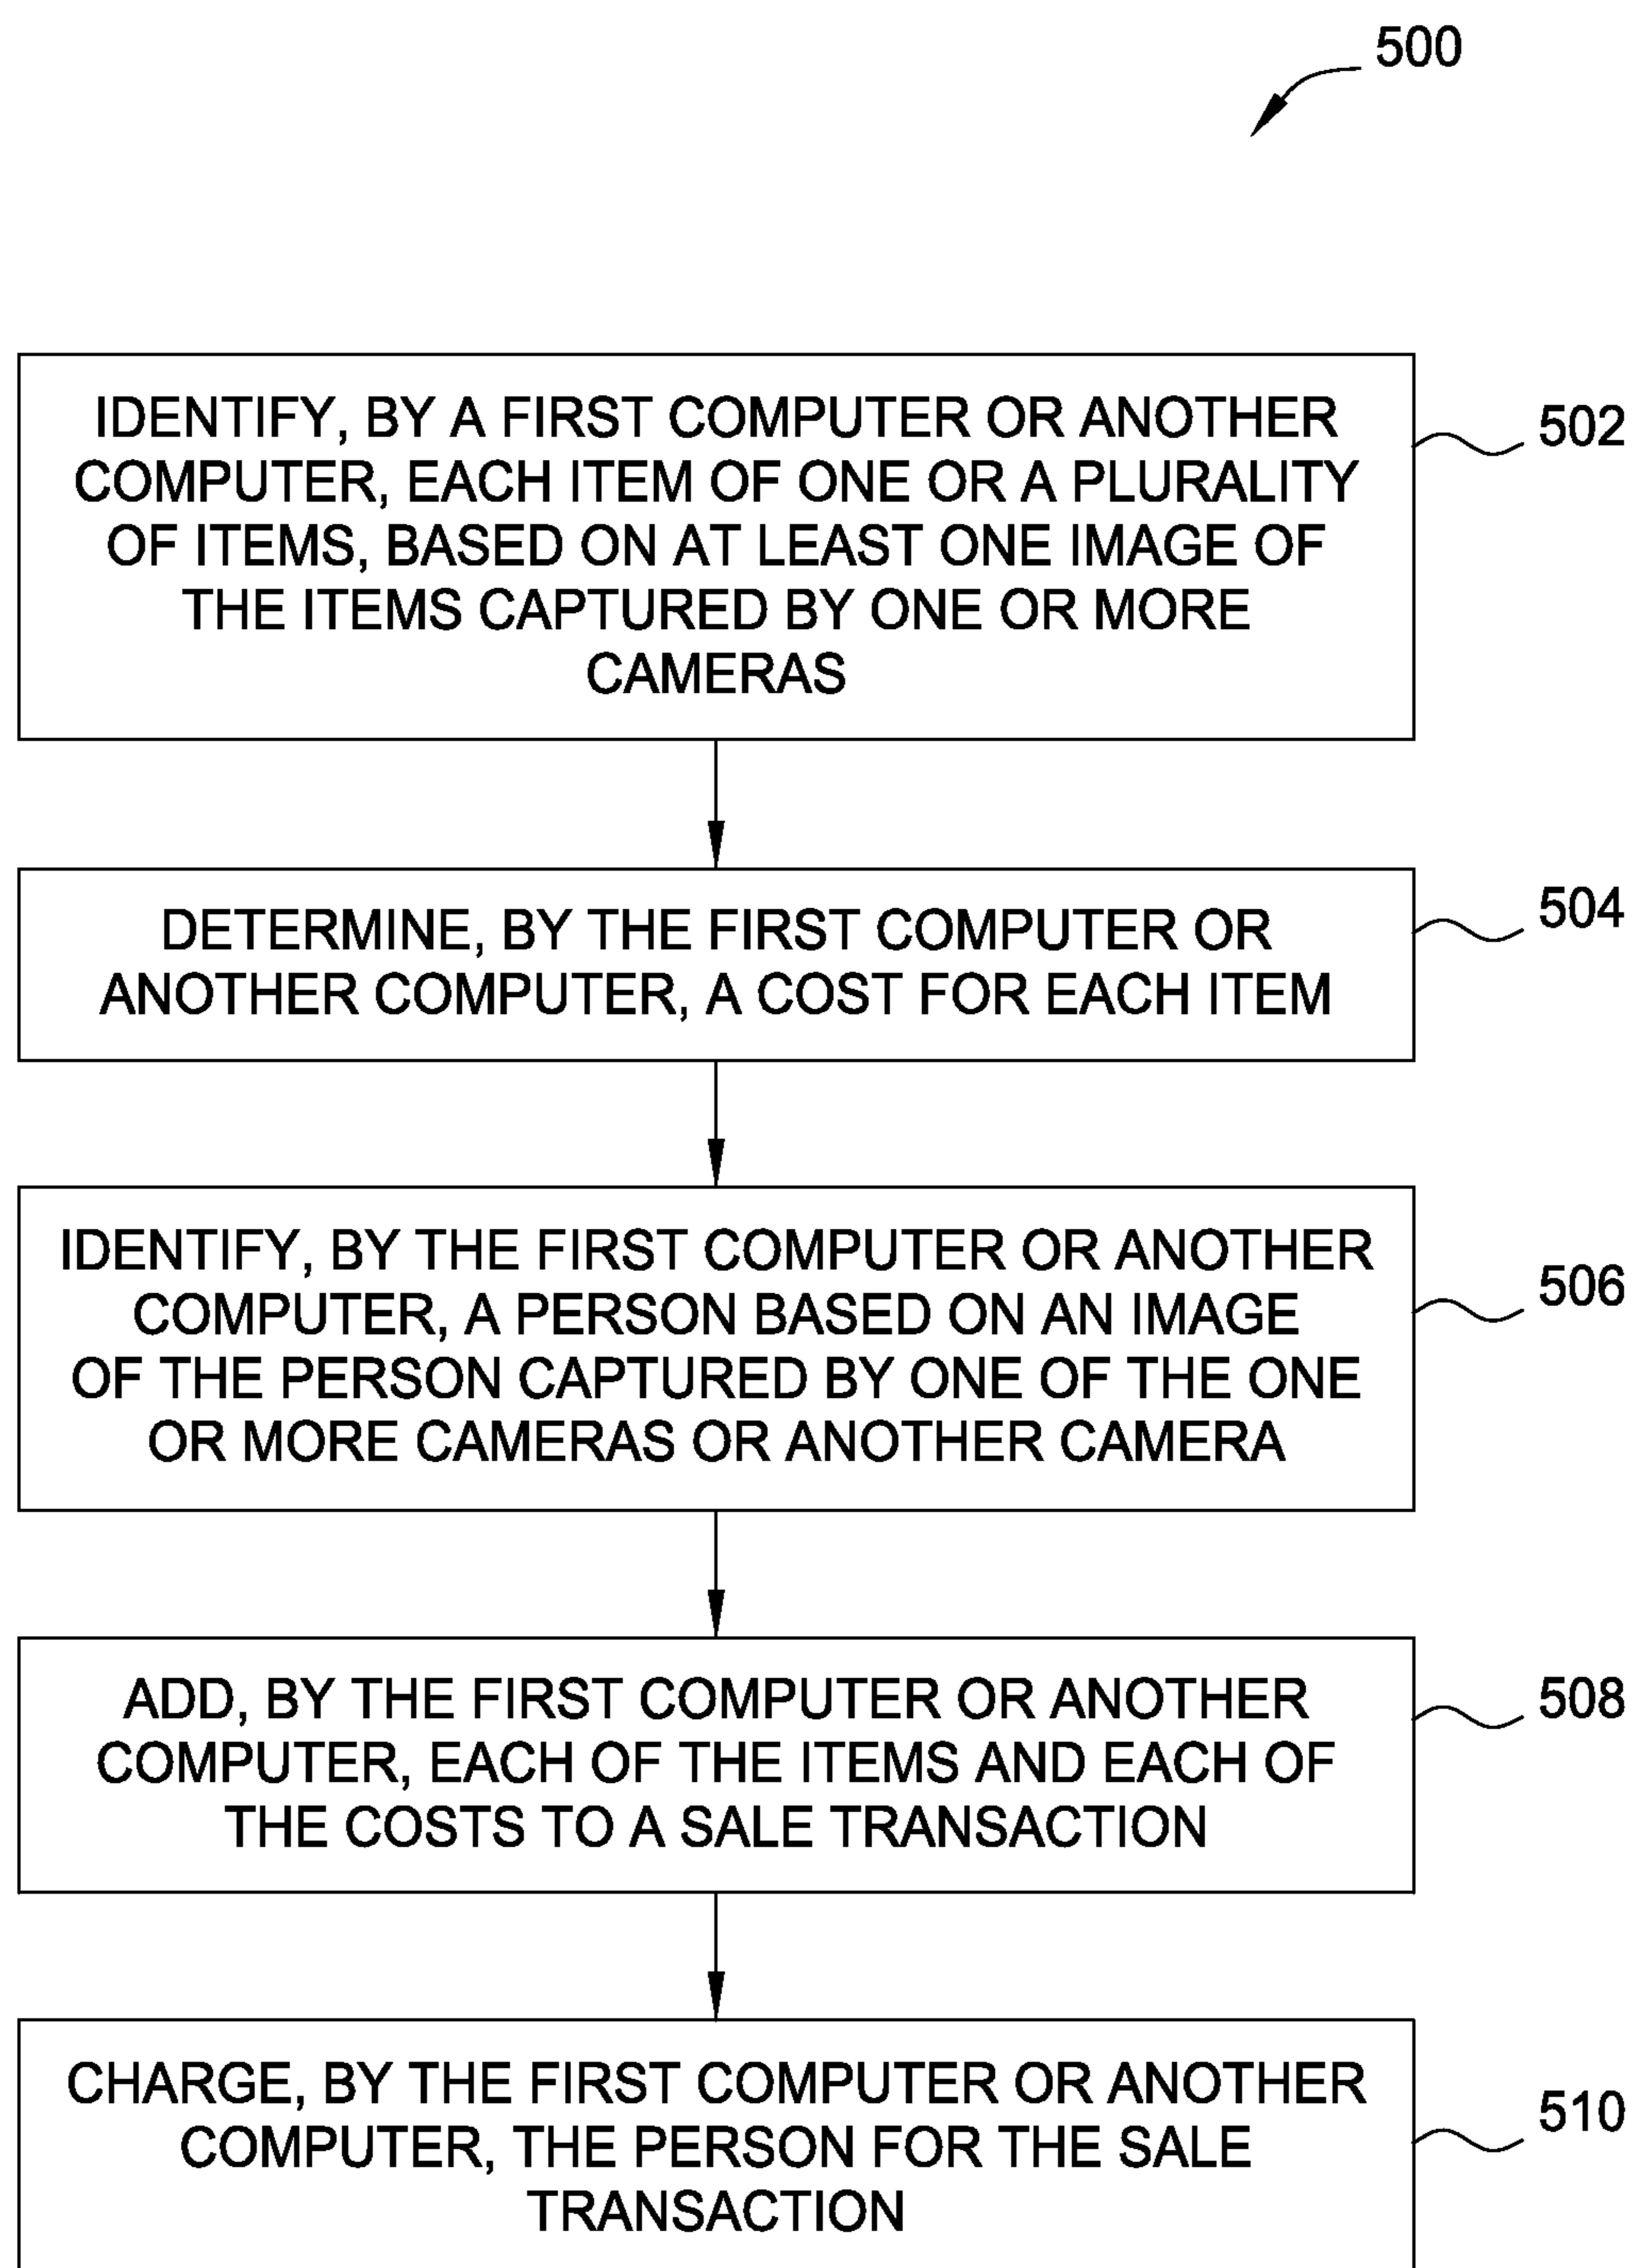 500
IDENTIFY, BY A FIRST COMPUTER OR ANOTHER
COMPUTER, EACH ITEM OF ONE OR A PLURALITY
OF ITEMS, BASED ON AT LEAST ONE IMAGE OF
THE ITEMS CAPTURED BY ONE OR MORE
CAMERAS
502
DETERMINE, BY THE FIRST COMPUTER OR
ANOTHER COMPUTER, A COST FOR EACH ITEM
504
IDENTIFY, BY THE FIRST COMPUTER OR ANOTHER
COMPUTER, A PERSON BASED ON AN IMAGE
OF THE PERSON CAPTURED BY ONE OF THE ONE
OR MORE CAMERAS OR ANOTHER CAMERA
506
ADD, BY THE FIRST COMPUTER OR ANOTHER
COMPUTER, EACH OF THE ITEMS AND EACH OF
THE COSTS TO A SALE TRANSACTION
508
CHARGE, BY THE FIRST COMPUTER OR ANOTHER
COMPUTER, THE PERSON FOR THE SALE
TRANSACTION
510